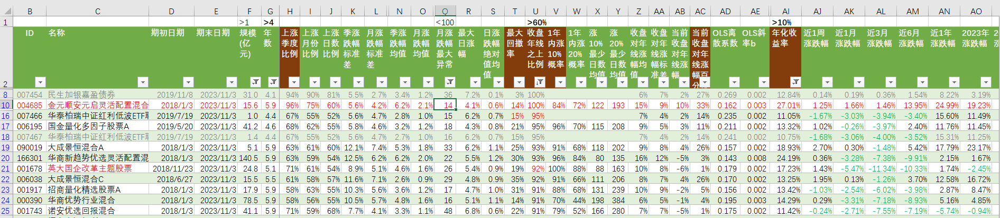 B C D E F G H I J K L N O Q R S T U V W X Y Z AA AB AC AD AE AI AJ AK AL AM AN AO
1 >1 >4 <100 >60% >10%
2 ID 名称 期初日期 期末日期 规模(亿元) 年数 上涨季度比例 上涨月份比例 上涨日数比例 季涨跌幅标准差 月涨跌幅标准差 季涨跌幅均值 月涨跌幅均值 月涨跌幅最大异常 最大日涨幅 日涨跌幅绝对值均值 最大回撤率 收盘年线之上比例 1年内涨10%概率 1年内涨20%概率 涨10%最少日数均值 涨20%最少日数均值 收盘对年线涨幅均值 收盘对年线涨幅标准差 当前收盘对年线涨幅 当前收盘对年线涨幅百分 OLS离散系数 OLS斜率b 年化收益率 近1周涨跌幅 近1月涨跌幅 近3月涨跌幅 近6月涨跌幅 近1年涨跌幅 2023年涨跌幅
8 007454 民生加银嘉盈债券 2019/11/8 2023/11/3 31.0 4.1 94% 90% 81% 5.5% 2.7% 3.4% 1.2% 36 7.2% 0.1% 3% 100% 6% 7% 2% 27% 0.269 0.002 12.84% 0.14% 0.19% 0.36% 1.54% 8.22% 3.19%
10 004685 金元顺安元启灵活配置混合 2018/1/3 2023/11/3 15.6 5.9 96% 75% 60% 5.6% 4.2% 6.2% 2.1% 14 4.1% 0.6% 14% 100% 84% 72% 122 193 15% 9% 10% 33% 0.162 0.003 27.01% 1.25% 1.66% 1.46% 13.95% 24.99% 19.23%
16 007466 华泰柏瑞中证红利低波ETF联 2019/7/19 2023/11/3 1.0 4.4 67% 55% 52% 5.6% 4.7% 2.8% 1.0% 15 6.2% 0.7% 15% 95% 7% 4% 2% 14% 0.235 0.002 11.05% -1.67% -3.03% -3.94% -3.40% 15.60% 11.49%
17 006195 国金量化多因子股票A 2019/5/20 2023/11/3 41.2 4.6 68% 62% 55% 5.8% 4.6% 3.2% 1.2% 18 4.3% 0.8% 21% 95% 96% 70% 115 208 9% 5% 3% 11% 0.211 0.002 13.32% 1.02% -0.26% -3.97% 2.40% 11.76% 11.45%
18 007467 华泰柏瑞中证红利低波ETF联 2019/7/19 2023/11/3 1.4 4.4 67% 55% 52% 5.6% 4.7% 2.7% 1.0% 16 6.2% 0.7% 15% 95% 7% 4% 2% 14% 0.241 0.002 10.75% -1.68% -3.06% -4.00% -3.52% 15.31% 11.25%
19 090019 大成景恒混合A 2018/1/3 2023/11/3 5.1 5.9 63% 61% 60% 12.1% 7.4% 5.3% 1.8% 33 6.2% 1.1% 25% 93% 91% 68% 118 202 9% 8% 4% 26% 0.157 0.002 18.93% 2.70% 0.30% -1.48% 5.42% 17.79% 23.17%
20 166301 华商新趋势优选灵活配置混 2018/1/3 2023/11/3 140.5 5.9 63% 59% 54% 12.5% 6.2% 6.2% 2.0% 22 5.5% 1.2% 30% 93% 96% 84% 80 135 16% 12% -5% 3% 0.143 0.008 24.19% 0.36% -3.28% -7.38% -9.91% 2.15% 1.67%
21 001678 英大国企改革主题股票 2018/11/23 2023/11/3 24.8 5.1 71% 61% 54% 8.9% 5.1% 4.6% 1.6% 26 5.4% 0.9% 19% 92% 100% 88% 88 163 10% 8% -6% 1% 0.179 0.002 17.23% 1.43% -5.47% -11.34% -10.33% 1.74% -2.45%
22 006038 大成景恒混合C 2018/6/27 2023/11/3 15.5 5.5 61% 58% 57% 11.6% 7.1% 2.6% 0.9% 29 4.8% 0.9% 35% 92% 91% 66% 111 206 8% 7% 4% 26% 0.170 0.002 13.25% 1.95% 0.13% -1.26% 3.70% 12.58% 16.72%
23 001917 招商量化精选股票A 2018/1/3 2023/11/3 17.9 5.9 58% 63% 55% 10.3% 5.6% 3.6% 1.2% 17 4.7% 1.0% 31% 91% 88% 68% 131 239 10% 9% -2% 5% 0.156 0.002 13.42% -1.03% -2.54% -6.02% -3.98% 2.87% 8.47%
24 000390 华商优势行业混合 2018/1/3 2023/11/3 78.5 5.9 58% 56% 55% 10.5% 5.7% 4.8% 1.6% 16 5.1% 1.1% 14% 91% 70% 44% 198 384 6% 5% -1% 4% 0.195 0.003 14.29% 0.29% -3.31% -7.18% -8.93% 5.16% 4.85%
25 001743 诺安优选回报混合 2018/1/3 2023/11/3 41.1 5.9 71% 59% 68% 7.7% 4.1% 3.3% 1.1% 48 6.8% 0.6% 22% 91% 79% 52% 166 280 7% 7% -5% 1% 0.175 0.002 11.42% -0.24% -2.71% -7.55% -7.19% -5.74% -0.94%